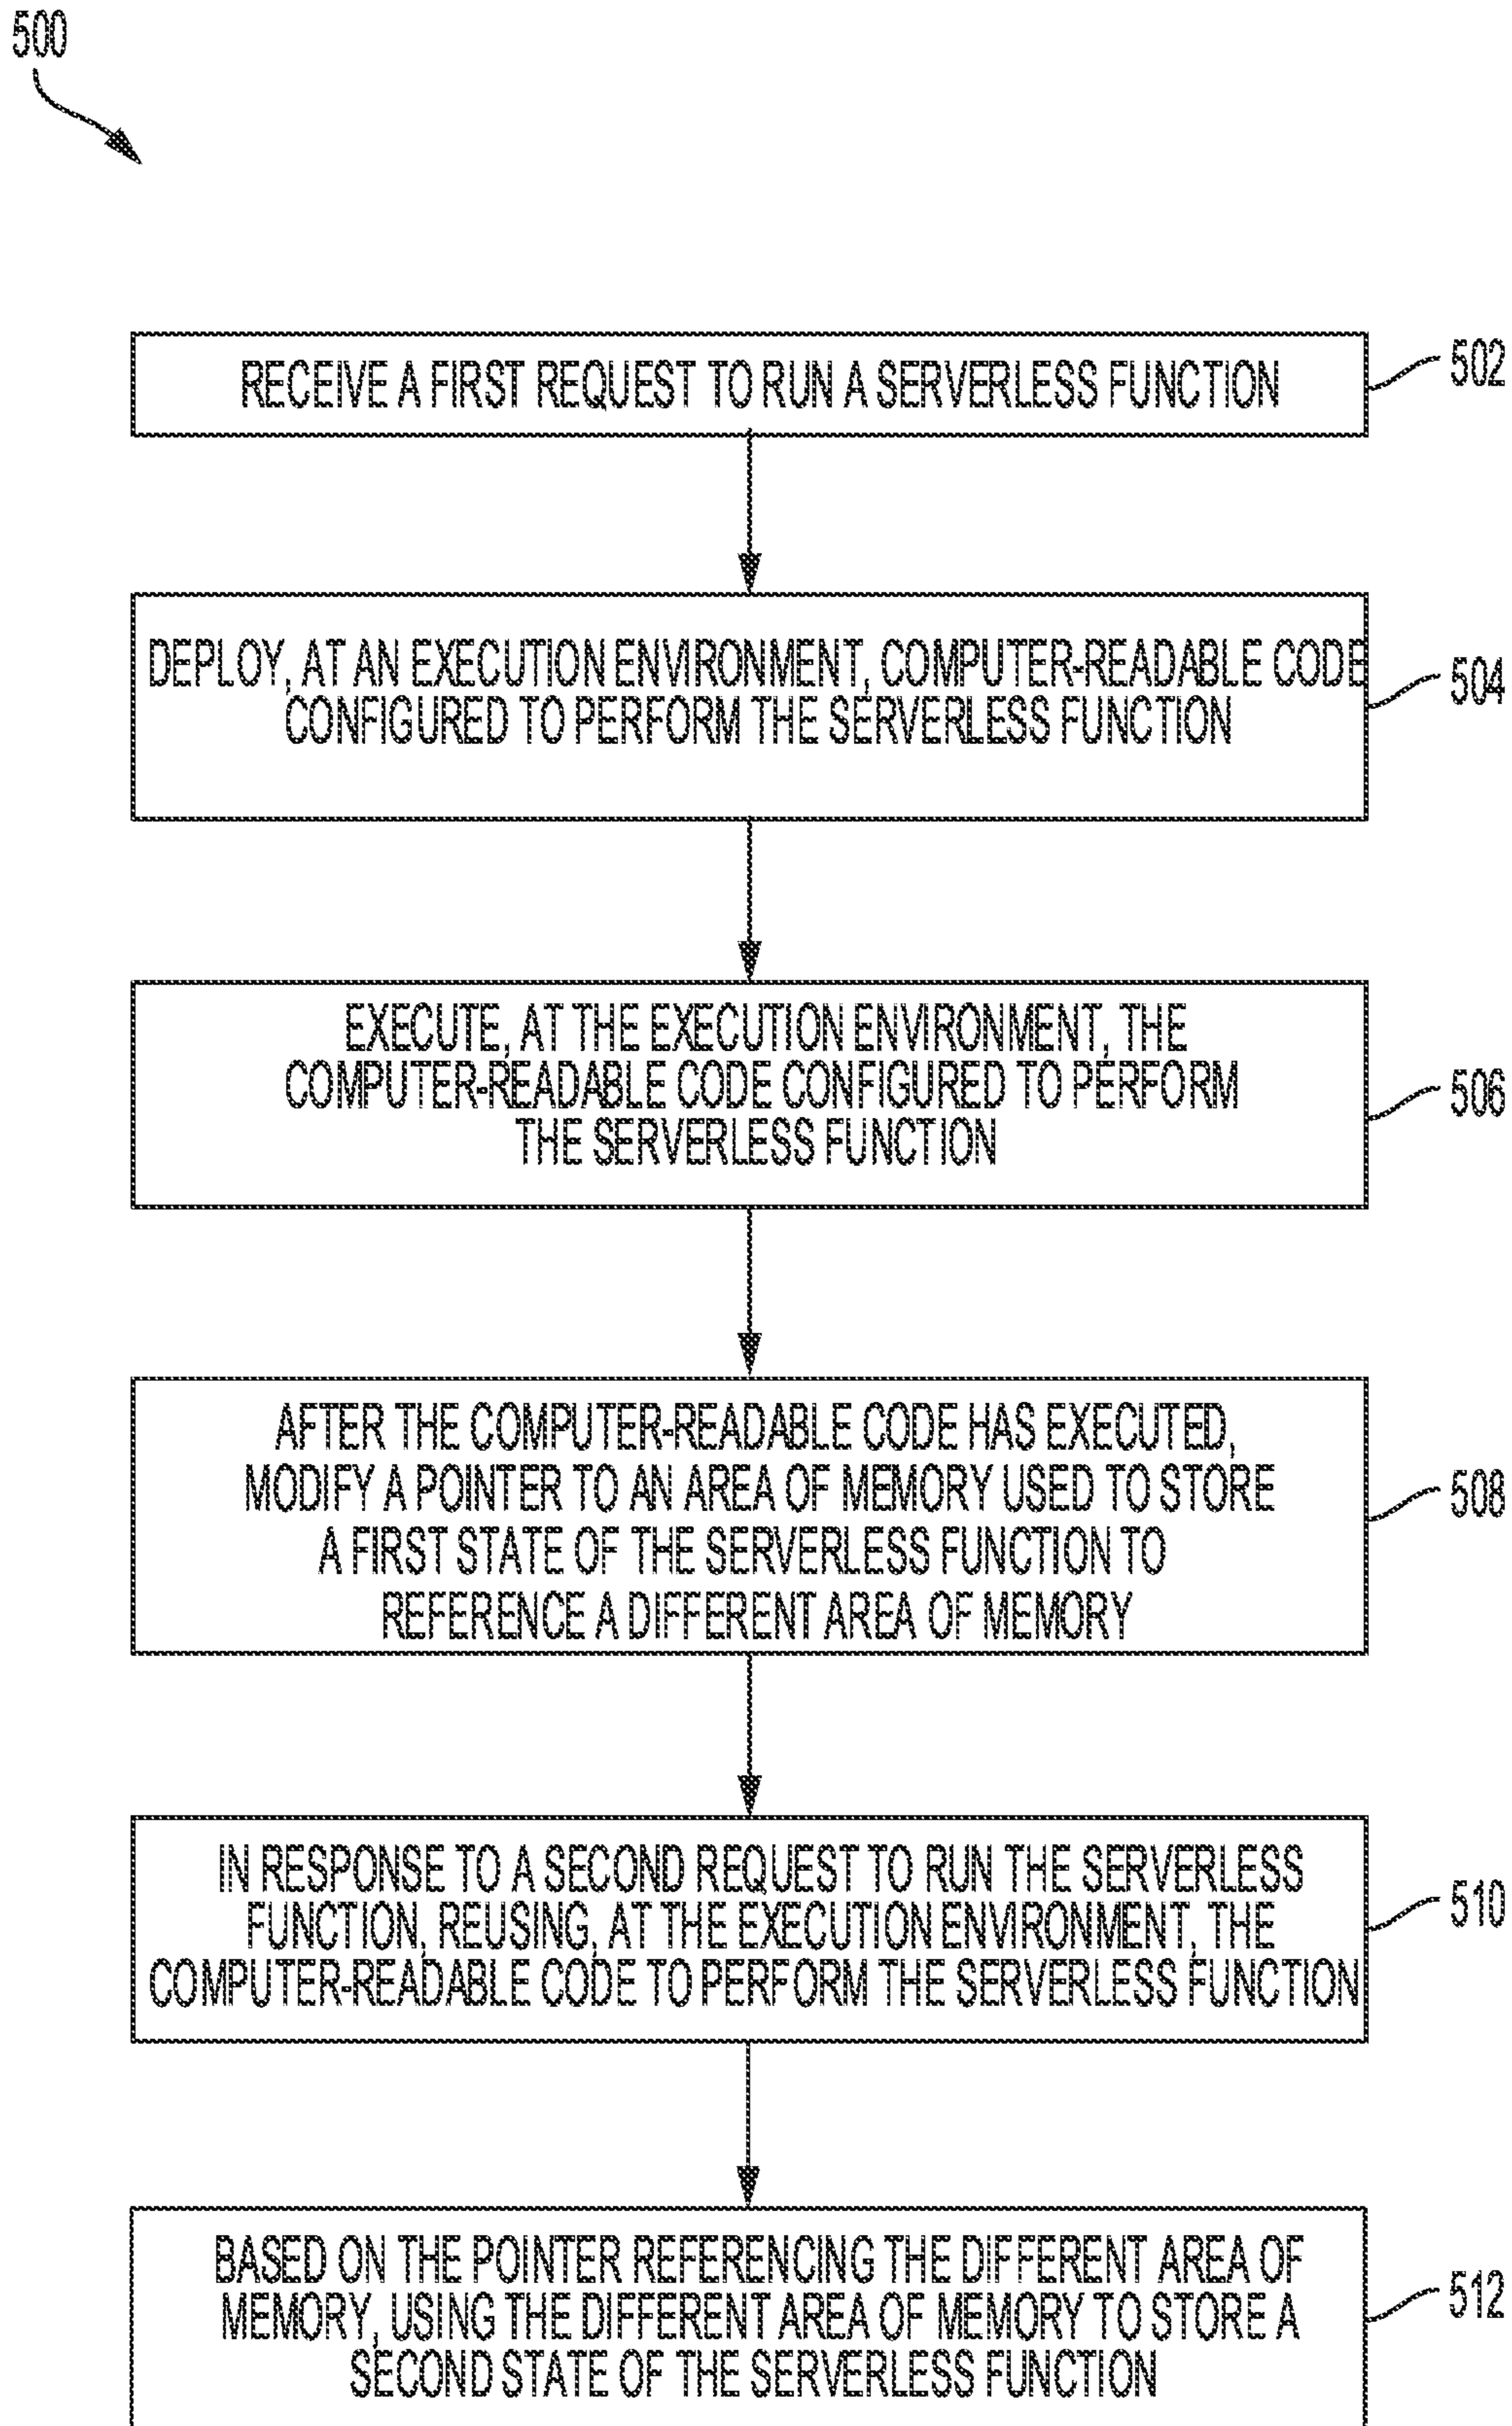 500
RECEIVE A FIRST REQUEST TO RUN A SERVERLESS FUNCTION
502
DEPLOY, AT AN EXECUTION ENVIRONMENT, COMPUTER-READABLE CODE
CONFIGURED TO PERFORM THE SERVERLESS FUNCTION
504
EXECUTE, AT THE EXECUTION ENVIRONMENT, THE
COMPUTER-READABLE CODE CONFIGURED TO PERFORM
THE SERVERLESS FUNCTION
506
AFTER THE COMPUTER-READABLE CODE HAS EXECUTED,
MODIFY A POINTER TO AN AREA OF MEMORY USED TO STORE
A FIRST STATE OF THE SERVERLESS FUNCTION TO
REFERENCE A DIFFERENT AREA OF MEMORY
508
IN RESPONSE TO A SECOND REQUEST TO RUN THE SERVERLESS
FUNCTION, REUSING, AT THE EXECUTION ENVIRONMENT, THE
COMPUTER-READABLE CODE TO PERFORM THE SERVERLESS FUNCTION
510
BASED ON THE POINTER REFERENCING THE DIFFERENT AREA OF
MEMORY, USING THE DIFFERENT AREA OF MEMORY TO STORE A
SECOND STATE OF THE SERVERLESS FUNCTION
512